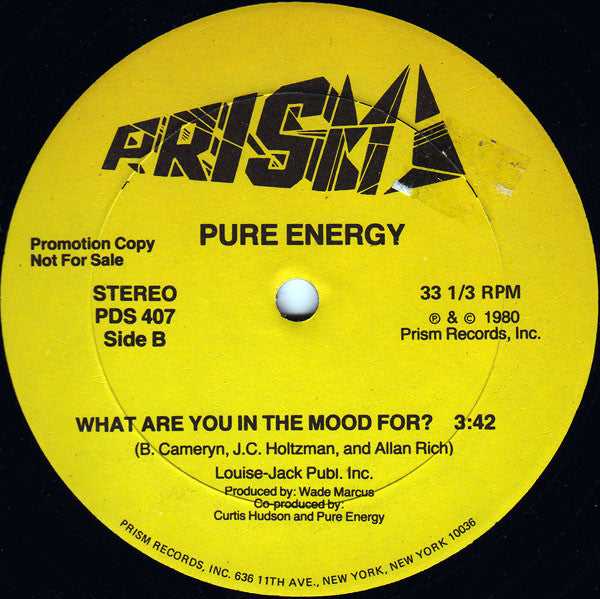 PRISM
PURE ENERGY
Promotion Copy
Not For Sale
STEREO
PDS 407
Side B
33 1/3 RPM
℗ & © 1980
Prism Records, Inc.
WHAT ARE YOU IN THE MOOD FOR? 3:42
(B. Cameryn, J.C. Holtzman, and Allan Rich)
Louise-Jack Publ. Inc.
Produced by: Wade Marcus
Co-produced by:
Curtis Hudson and Pure Energy
PRISM RECORDS, INC. 636 11TH AVE., NEW YORK, NEW YORK 10036